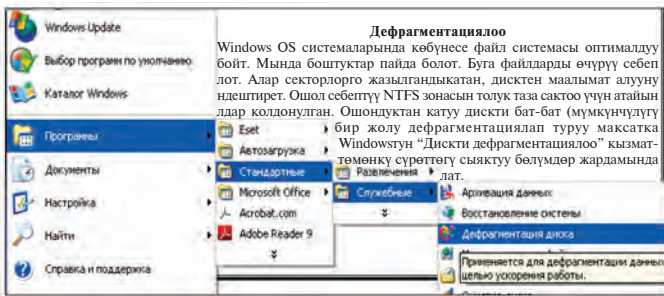 Windows Update
Выбор программ по умолчанию
Каталог Windows
Программы
Документы
Настройка
Найти
Справка и поддержка
Eset
Автозагрузка
Стандартные
Microsoft Office
Acrobat.com
Adobe Reader 9
Развлечения
Служебные
Архивация данных
Восстановление системы
Дефрагментация диска
Применяется для дефрагментации данных
целью ускорения работы.
Дефрагментациялоо
Windows OS системаларында көбүнесе файл системасы оптималдуу
бойт. Мында боштуктар пайда болот. Буга файлдарды өчүрүү себеп
лот. Алар секторлорго жазылгандыкатан, дисктен маалымат алууну
ндештирет. Ошол себептүү NTFS зонасын толук таза сактоо үчүн атайын
лдар колдонулган. Ошондуктан катуу дискти бат-бат (мүмкүнчүлүгү
бир жолу дефрагментациялап туруу максатка
Windowsтун "Дискти дефрагментациялоо" кызмат-
төмөнкү сүрөттөгү сыяктуу бөлүмдөр жардамында
лат.